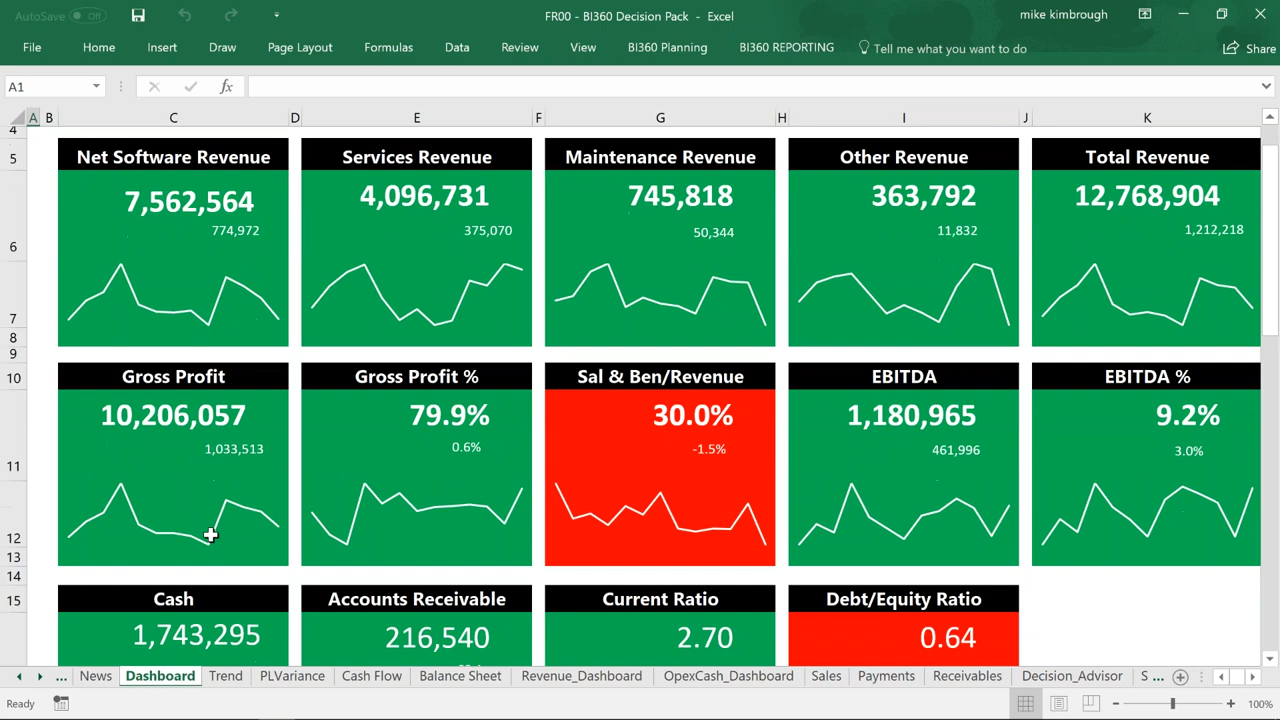 AutoSave Off
FR00 - BI360 Decision Pack - Excel
mike kimbrough
File Home Insert Draw Page Layout Formulas Data Review View BI360 Planning BI360 REPORTING Tell me what you want to do Share
A1 fx
A B C D E F G H I J K
4
5 Net Software Revenue Services Revenue Maintenance Revenue Other Revenue Total Revenue
7,562,564 4,096,731 745,818 363,792 12,768,904
6 774,972 375,070 50,344 11,832 1,212,218
7
8
9
10 Gross Profit Gross Profit % Sal & Ben/Revenue EBITDA EBITDA %
10,206,057 79.9% 30.0% 1,180,965 9.2%
1,033,513 0.6% -1.5% 461,996 3.0%
11
12
13
14
15 Cash Accounts Receivable Current Ratio Debt/Equity Ratio
1,743,295 216,540 2.70 0.64
... News Dashboard Trend PLVariance Cash Flow Balance Sheet Revenue_Dashboard OpexCash_Dashboard Sales Payments Receivables Decision_Advisor S ...
Ready 100%